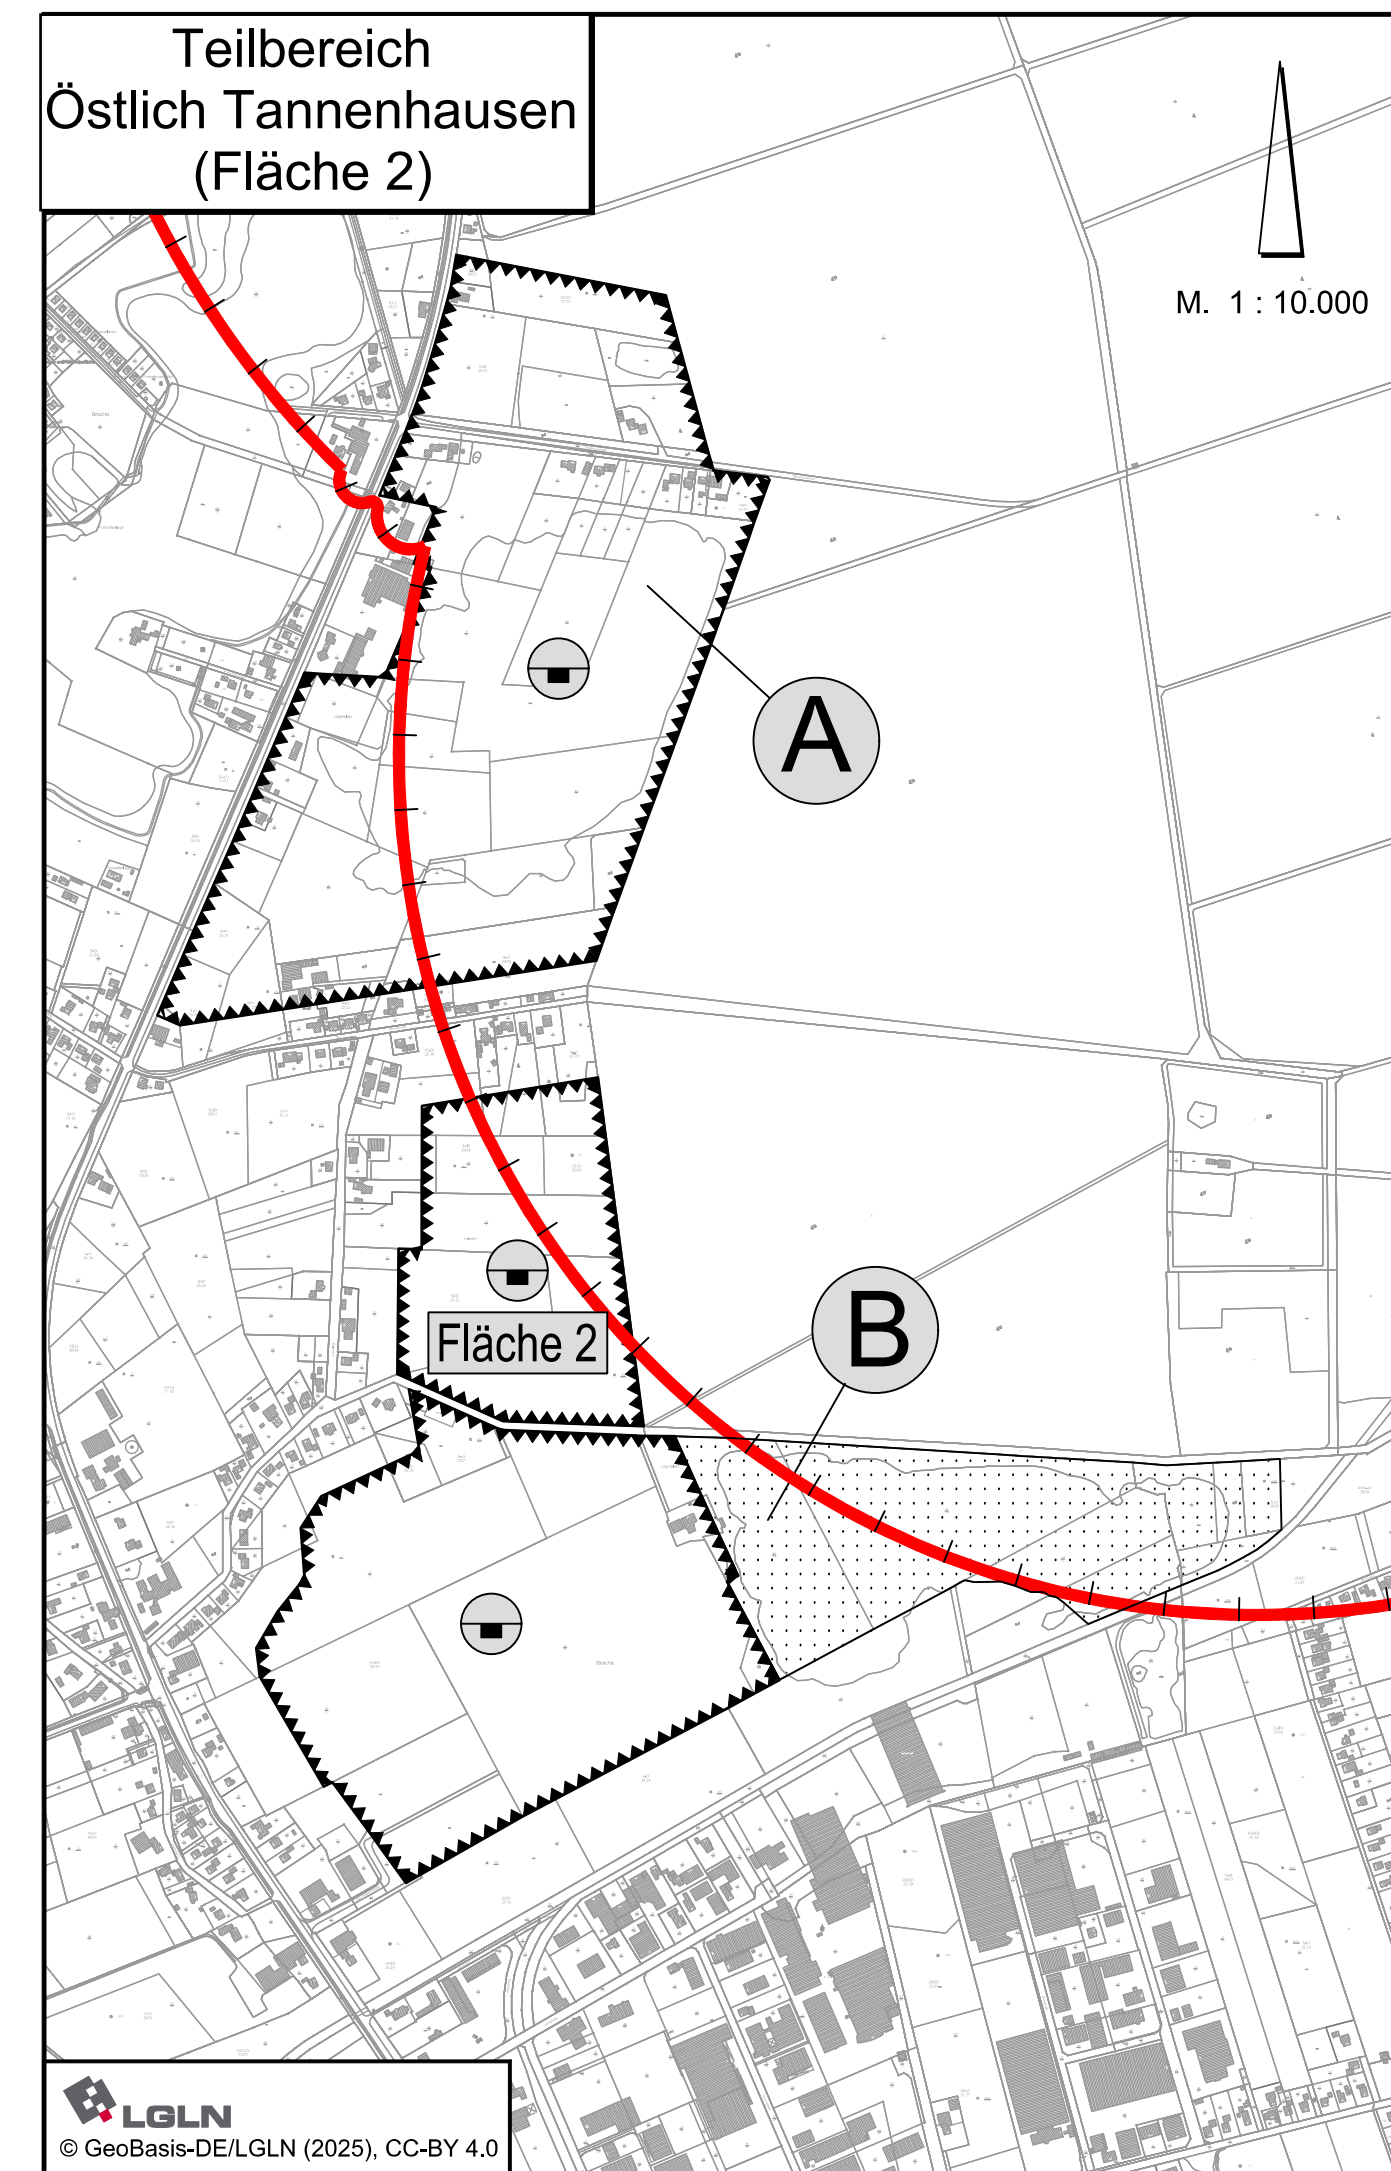 Teilbereich
Östlich Tannenhausen
(Fläche 2)
M. 1 : 10.000
A
B
Fläche 2
LGLN
© GeoBasis-DE/LGLN (2025), CC-BY 4.0